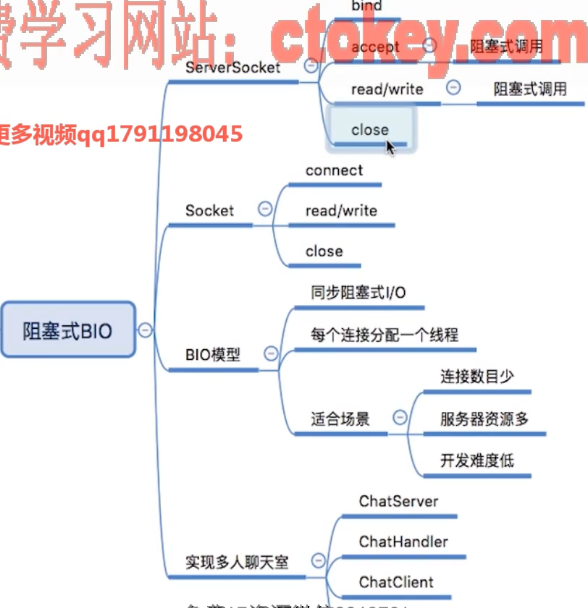 费学习网站：ctokey.com
bind
accept
阻塞式调用
ServerSocket
read/write
阻塞式调用
更多视频qq1791198045
close
connect
Socket
read/write
close
同步阻塞式I/O
阻塞式BIO
每个连接分配一个线程
BIO模型
连接数目少
适合场景
服务器资源多
开发难度低
ChatServer
ChatHandler
实现多人聊天室
ChatClient